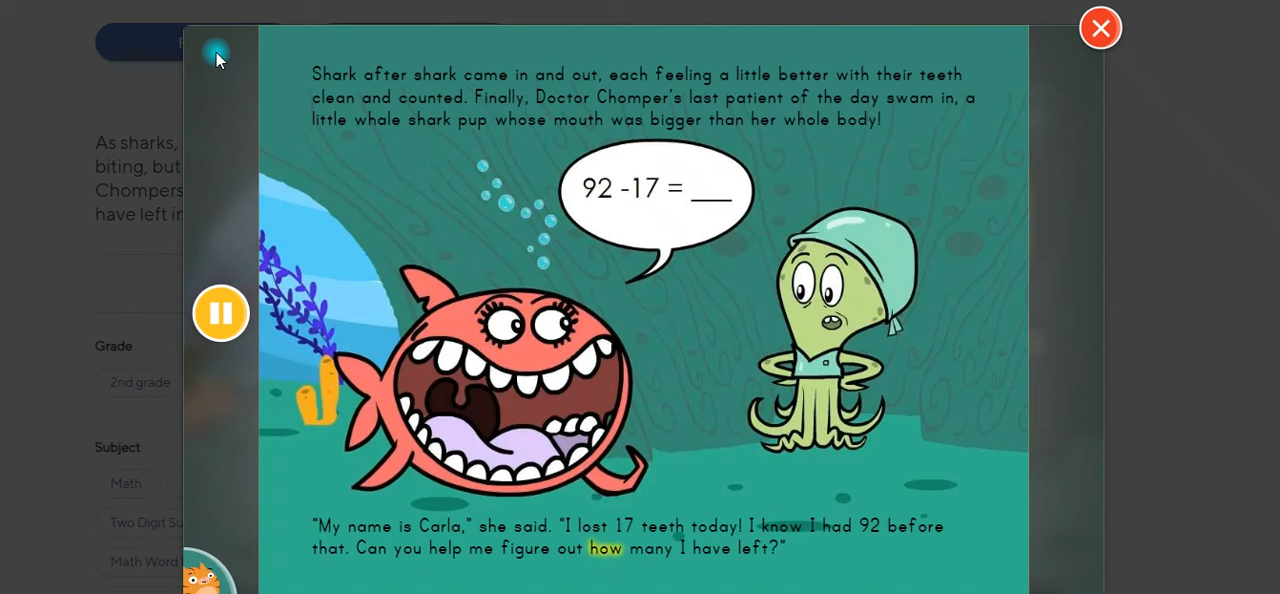 Shark after shark came in and out, each feeling a little better with their teeth
clean and counted. Finally, Doctor Chomper's last patient of the day swam in, a
little whale shark pup whose mouth was bigger than her whole body!
As sharks,
biting, but
Chompers
have left in
92 -17 = ___
Grade
2nd grade
Subject
Math
Two Digit Su
Math Word
"My name is Carla," she said. "I lost 17 teeth today! I know I had 92 before
that. Can you help me figure out how many I have left?"